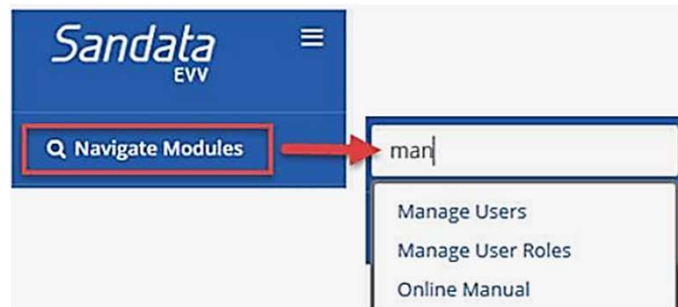 Sandata
EVV
Navigate Modules
man
Manage Users
Manage User Roles
Online Manual